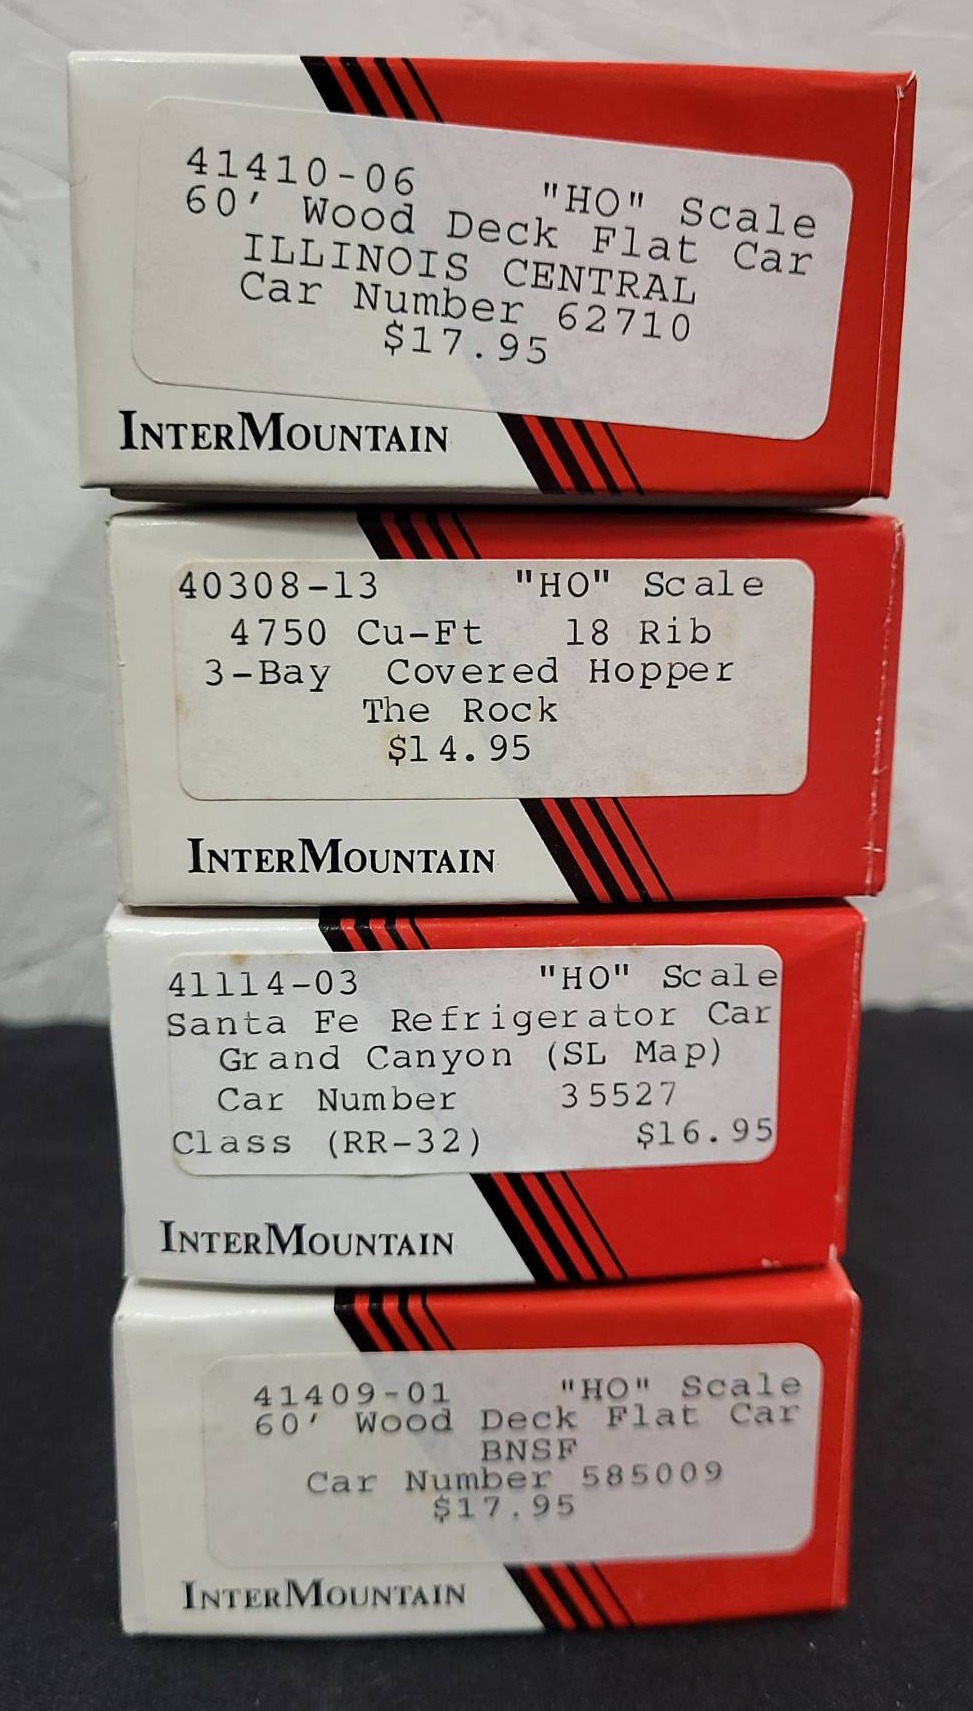 41410-06 "HO" Scale
60' Wood Deck Flat Car
ILLINOIS CENTRAL
Car Number 62710
$17.95
INTERMOUNTAIN
40308-13 "HO" Scale
4750 Cu-Ft 18 Rib
3-Bay Covered Hopper
The Rock
$14.95
INTERMOUNTAIN
41114-03 "HO" Scale
Santa Fe Refrigerator Car
Grand Canyon (SL Map)
Car Number 35527
Class (RR-32) $16.95
INTERMOUNTAIN
41409-01 "HO" Scale
60' Wood Deck Flat Car
BNSF
Car Number 585009
$17.95
INTERMOUNTAIN